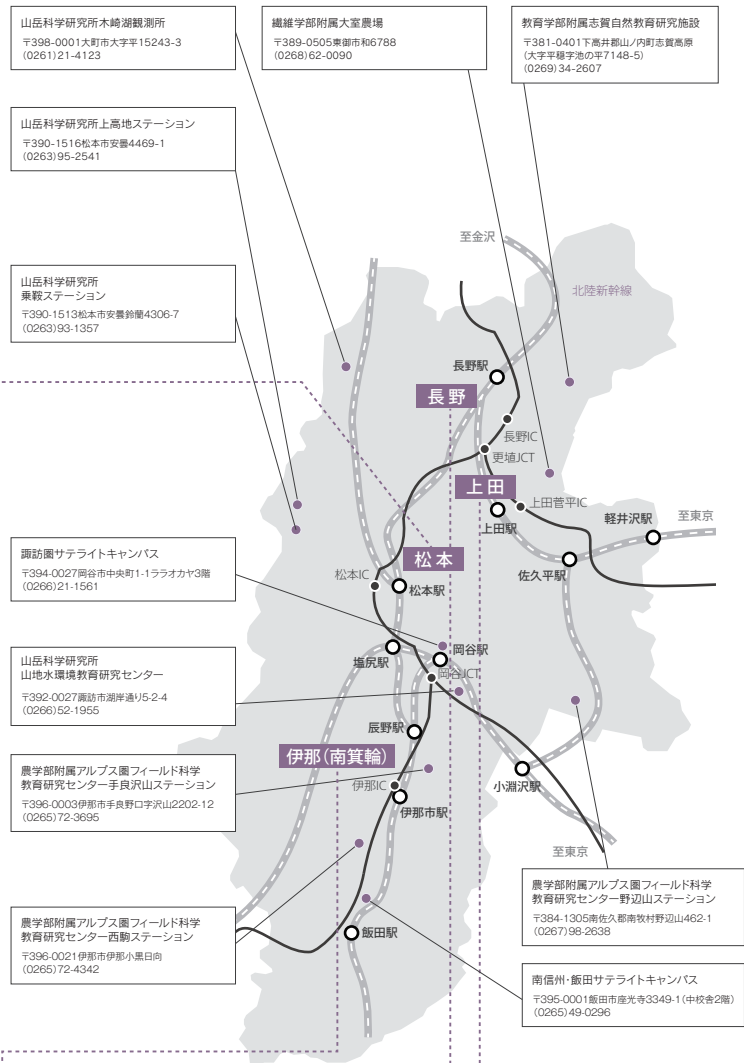 山岳科学研究所木崎湖観測所
〒398-0001大町市大字平15243-3
(0261)21-4123
繊維学部附属大室農場
〒389-0505東御市和6788
(0268)62-0090
教育学部附属志賀自然教育研究施設
〒381-0401下高井郡山ノ内町志賀高原
(大字平穏字池の平7148-5)
(0269)34-2607
山岳科学研究所上高地ステーション
〒390-1516松本市安曇4469-1
(0263)95-2541
山岳科学研究所
乗鞍ステーション
〒390-1513松本市安曇鈴蘭4306-7
(0263)93-1357
至金沢
北陸新幹線
長野駅
長野
長野IC
更埴JCT
上田
上田菅平IC
上田駅
軽井沢駅
至東京
佐久平駅
松本
松本IC
松本駅
諏訪圏サテライトキャンパス
〒394-0027岡谷市中央町1-1ララオカヤ3階
(0266)21-1561
塩尻駅
岡谷駅
岡谷JCT
山岳科学研究所
山地水環境教育研究センター
〒392-0027諏訪市湖岸通り5-2-4
(0266)52-1955
辰野駅
伊那(南箕輪)
伊那IC
伊那市駅
小淵沢駅
至東京
農学部附属アルプス圏フィールド科学
教育研究センター手良沢山ステーション
〒396-0003伊那市手良野口字沢山2202-12
(0265)72-3695
農学部附属アルプス圏フィールド科学
教育研究センター野辺山ステーション
〒384-1305南佐久郡南牧村野辺山462-1
(0267)98-2638
農学部附属アルプス圏フィールド科学
教育研究センター西駒ステーション
〒396-0021伊那市伊那小黒日向
(0265)72-4342
飯田駅
南信州・飯田サテライトキャンパス
〒395-0001飯田市座光寺3349-1(中校舎2階)
(0265)49-0296